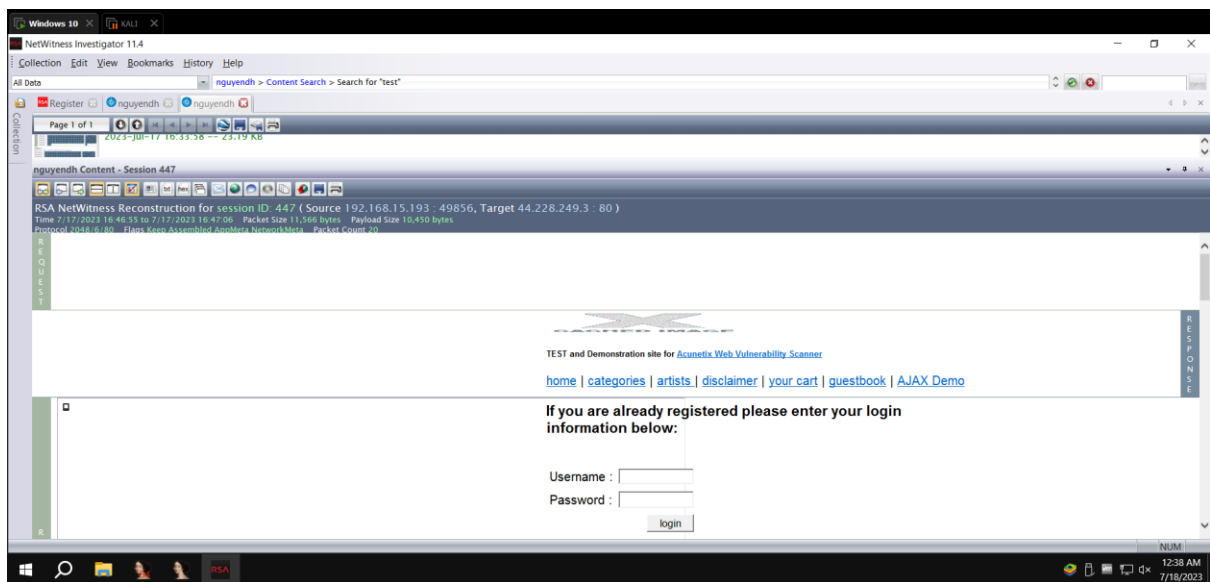 Windows 10
KALI
NetWitness Investigator 11.4
Collection Edit View Bookmarks History Help
All Data
nguyendh > Content Search > Search for "test"
Register
nguyendh
nguyendh
Collection
Page 1 of 1
2023-Jul-17 16:33:58 -- 23.19 KB
nguyendh Content - Session 447
RSA NetWitness Reconstruction for session ID: 447 ( Source 192.168.15.193 : 49856, Target 44.228.249.3 : 80 )
Time 7/17/2023 16:46:55 to 7/17/2023 16:47:06 Packet Size 11,566 bytes Payload Size 10,450 bytes
Protocol 2048/6/80 Flags Keep Assembled AppMeta NetworkMeta Packet Count 20
REQUEST
CACHED IMAGE
RESPONSE
TEST and Demonstration site for Acunetix Web Vulnerability Scanner
home | categories | artists | disclaimer | your cart | guestbook | AJAX Demo
If you are already registered please enter your login
information below:
Username :
Password :
login
R
NUM
RSA
12:38 AM
7/18/2023